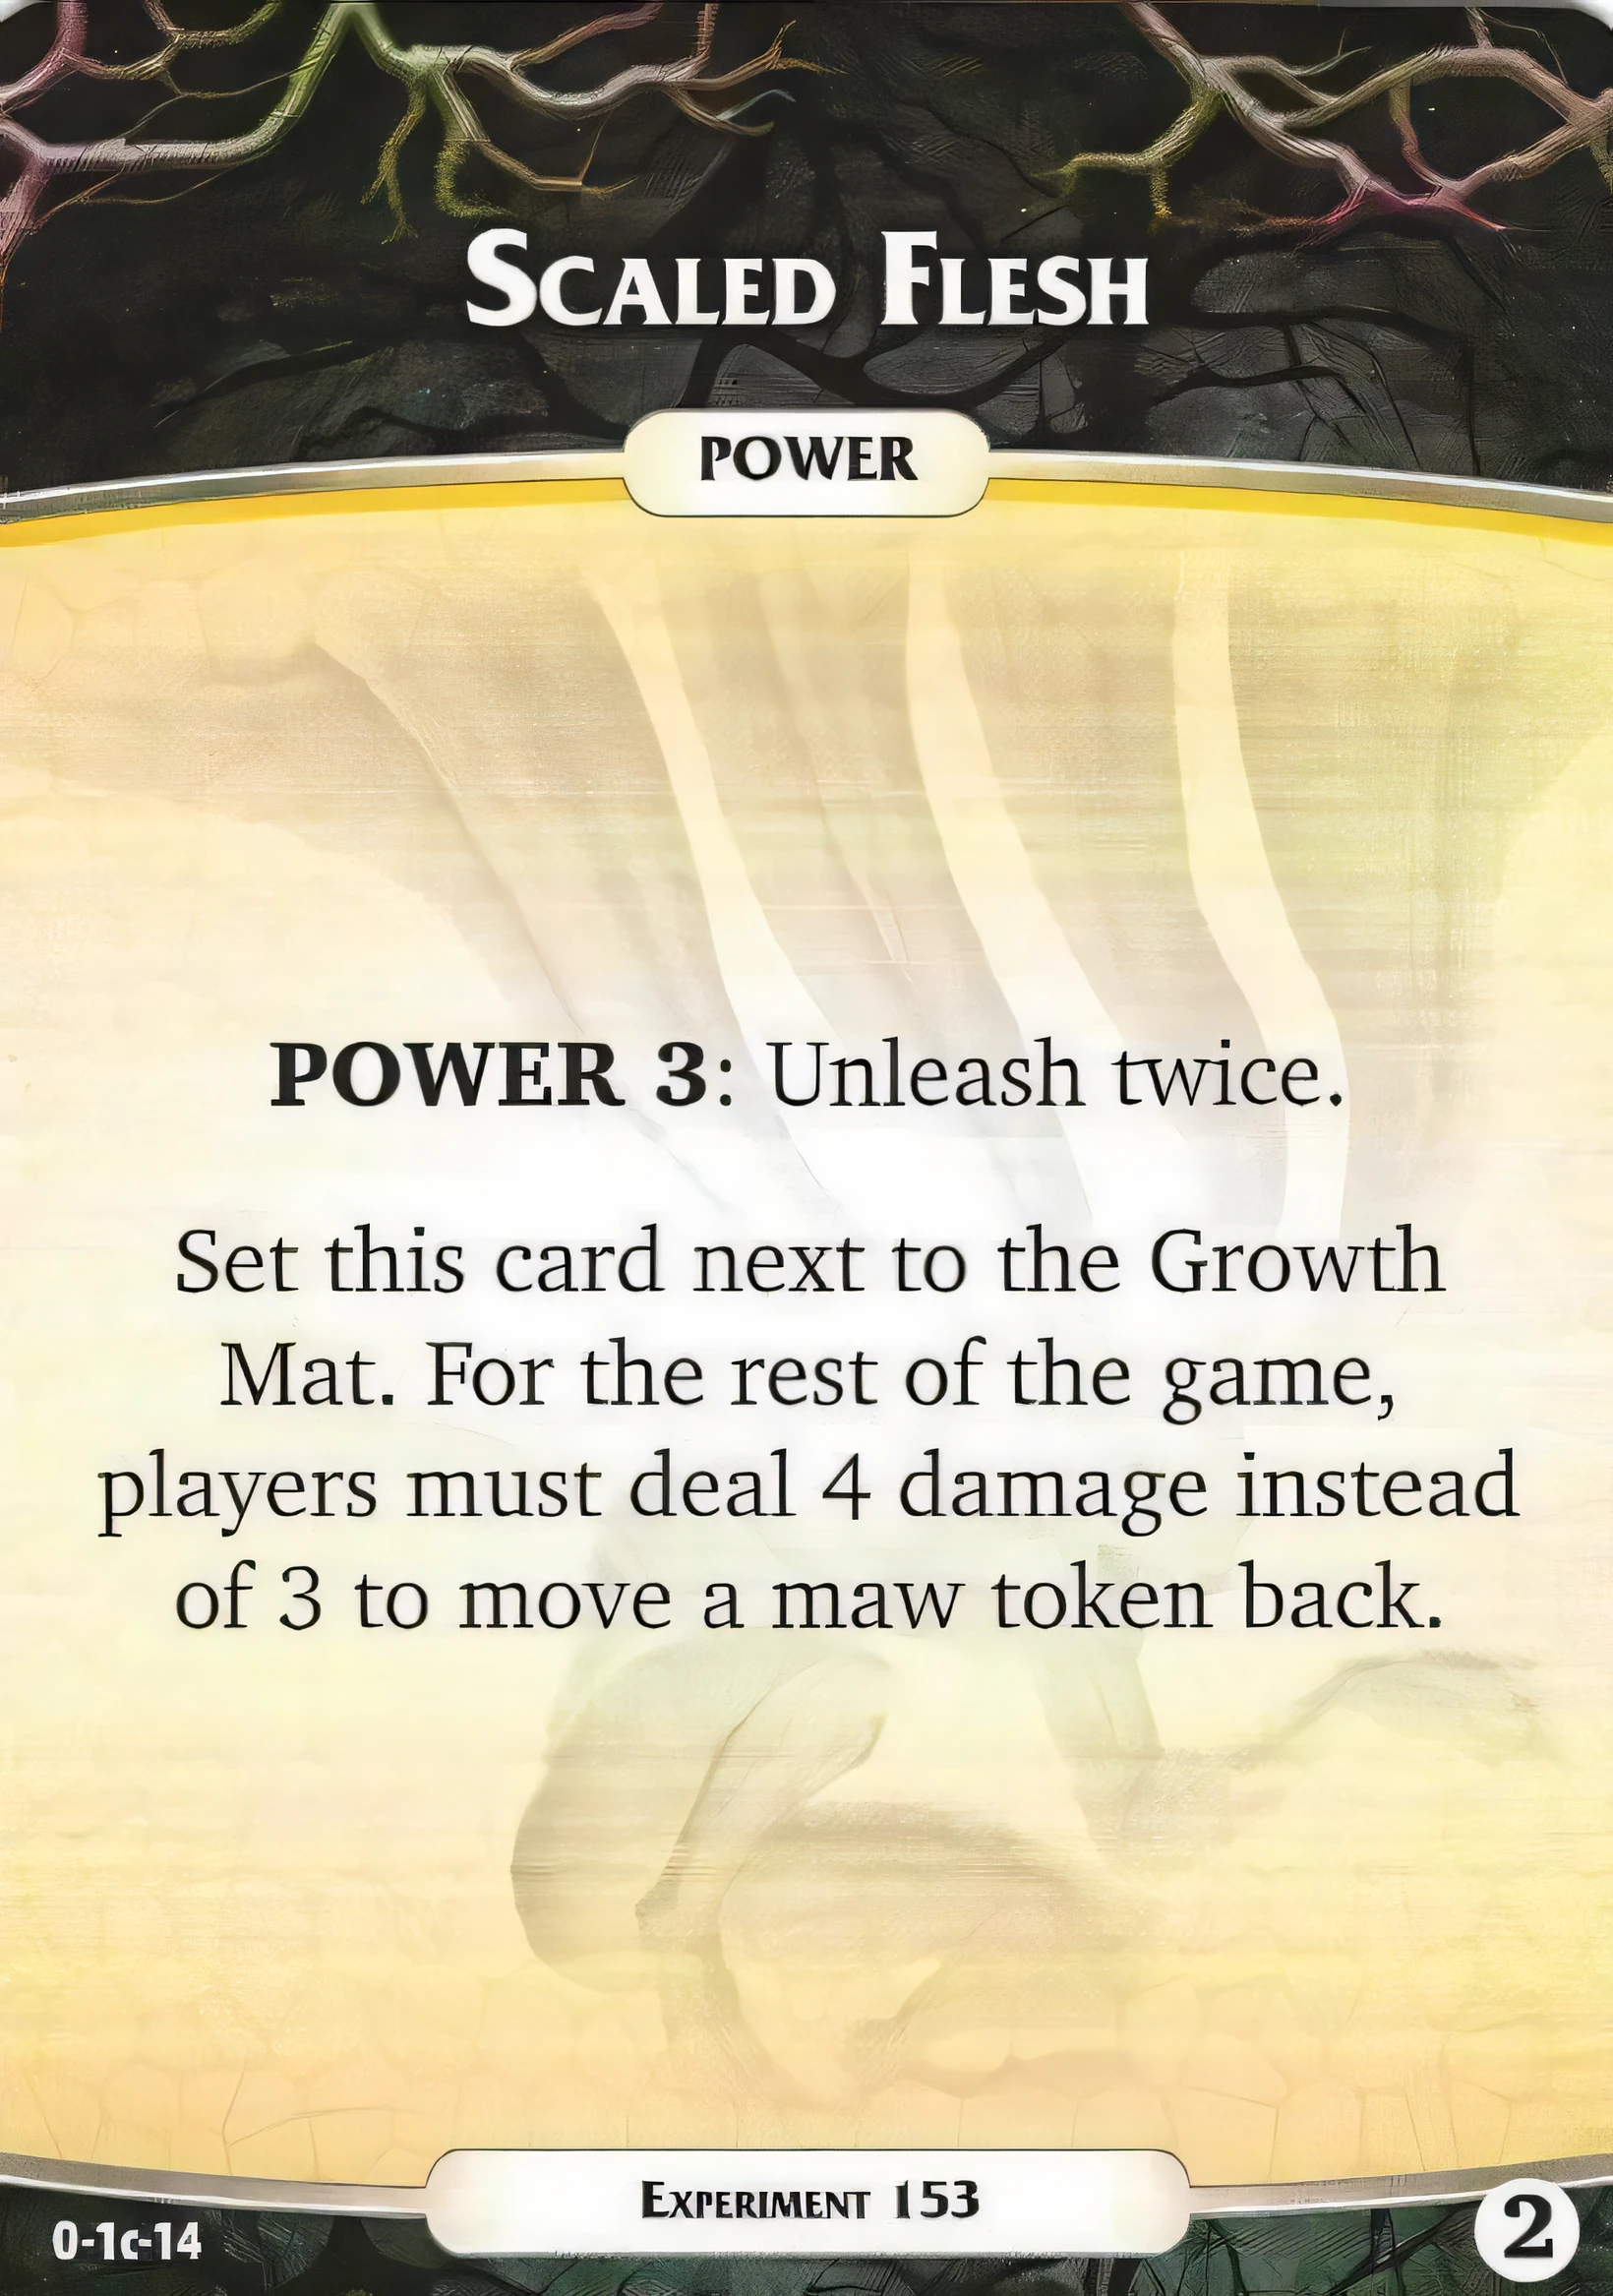 SCALED FLESH
POWER
POWER 3: Unleash twice.
Set this card next to the Growth
Mat. For the rest of the game,
players must deal 4 damage instead
of 3 to move a maw token back.
EXPERIMENT 153
0-1c-14
2